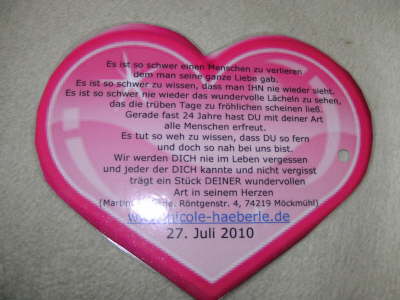 Es ist so schwer einen Menschen zu verlieren
dem man seine ganze Liebe gab.
Es ist so schwer zu wissen, dass man IHN nie wieder sieht.
Es ist so schwer nie wieder das wundervolle Lächeln zu sehen,
das die trüben Tage zu fröhlichen scheinen ließ.
Gerade fast 24 Jahre hast DU mit deiner Art
alle Menschen erfreut.
Es tut so weh zu wissen, dass DU so fern
und doch so nah bei uns bist.
Wir werden DICH nie im Leben vergessen
und jeder der DICH kannte und nicht vergisst
trägt ein Stück DEINER wundervollen
Art in seinem Herzen
Röntgenstr. 4, 74219 Möckmühl)
www.nicole-haeberle.de
27. Juli 2010